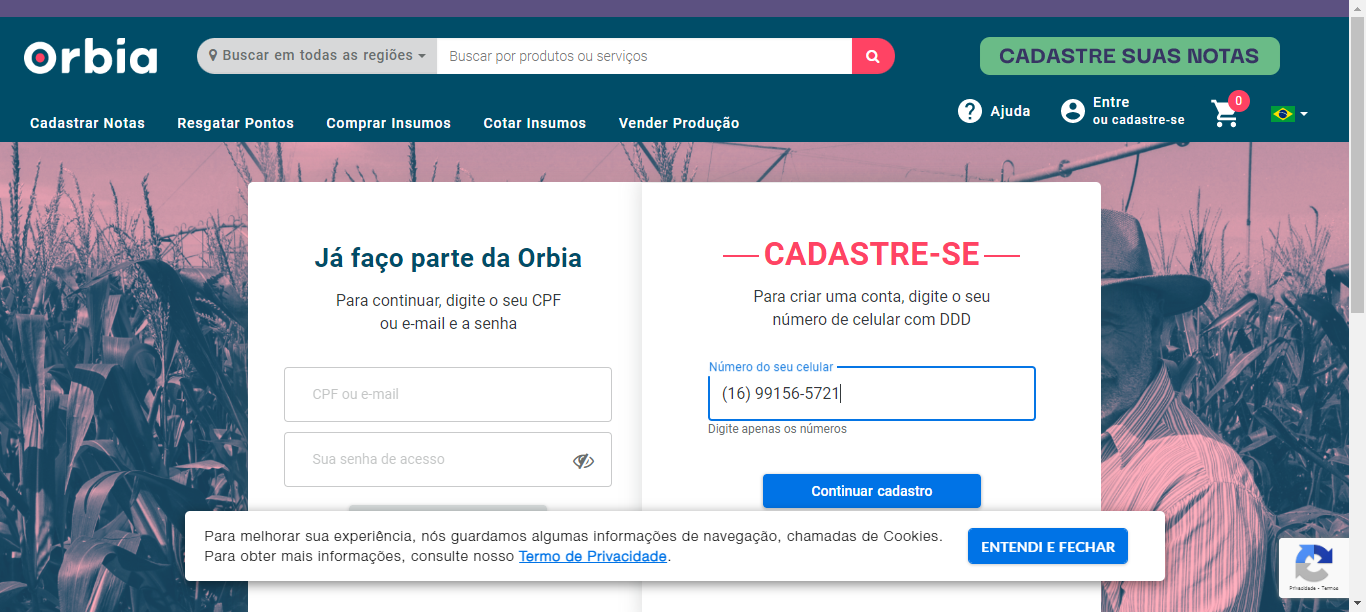 Orbia
Buscar em todas as regiões
Buscar por produtos ou serviços
CADASTRE SUAS NOTAS
Cadastrar Notas
Resgatar Pontos
Comprar Insumos
Cotar Insumos
Vender Produção
Ajuda
Entre
ou cadastre-se
0
Já faço parte da Orbia
Para continuar, digite o seu CPF
ou e-mail e a senha
CPF ou e-mail
Sua senha de acesso
CADASTRE-SE
Para criar uma conta, digite o seu
número de celular com DDD
Número do seu celular
(16) 99156-5721
Digite apenas os números
Continuar cadastro
Para melhorar sua experiência, nós guardamos algumas informações de navegação, chamadas de Cookies.
Para obter mais informações, consulte nosso Termo de Privacidade.
ENTENDI E FECHAR
Privacidade - Termos